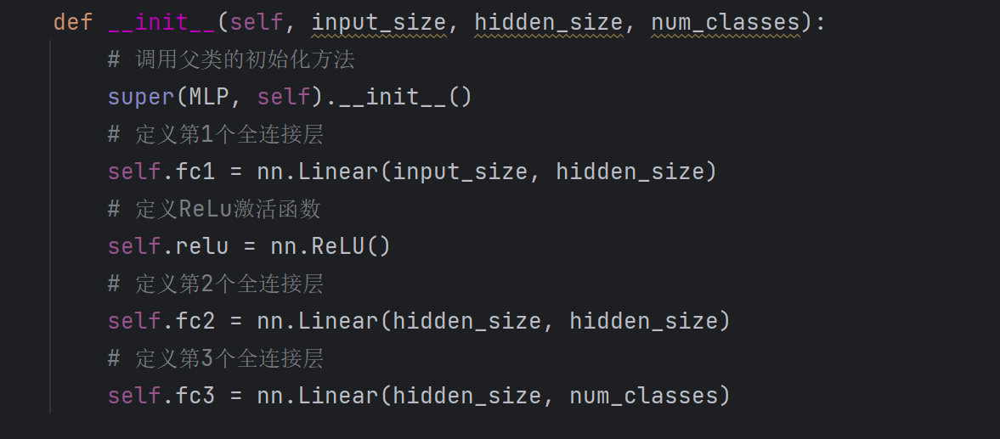 def __init__(self, input_size, hidden_size, num_classes):
# 调用父类的初始化方法
super(MLP, self).__init__()
# 定义第1个全连接层
self.fc1 = nn.Linear(input_size, hidden_size)
# 定义ReLu激活函数
self.relu = nn.ReLU()
# 定义第2个全连接层
self.fc2 = nn.Linear(hidden_size, hidden_size)
# 定义第3个全连接层
self.fc3 = nn.Linear(hidden_size, num_classes)